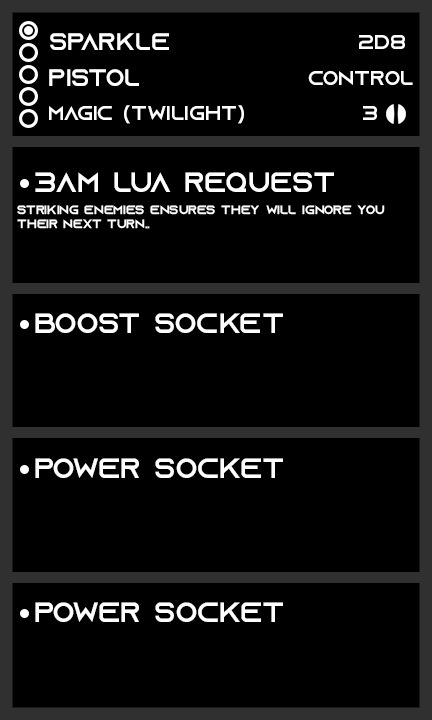 SPARKLE 2D8
PISTOL CONTROL
MAGIC (TWILIGHT) 3
•3AM LUA REQUEST
STRIKING ENEMIES ENSURES THEY WILL IGNORE YOU
THEIR NEXT TURN..
•BOOST SOCKET
•POWER SOCKET
•POWER SOCKET